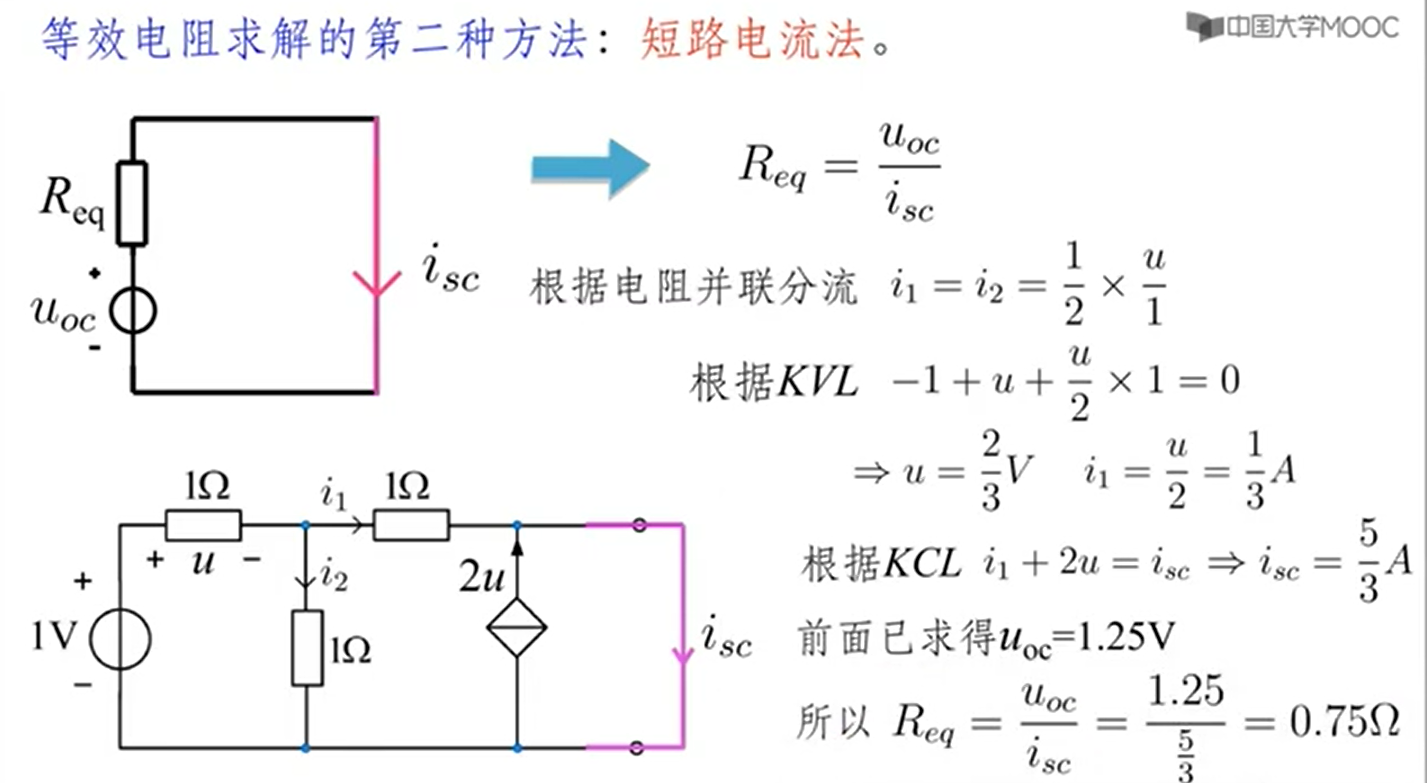 等效电阻求解的第二种方法：短路电流法。
中国大学MOOC
R_eq = u_oc / i_sc
R_eq
+
u_oc
-
i_sc
根据电阻并联分流 i₁ = i₂ = 1/2 × u/1
根据KVL −1 + u + u/2 × 1 = 0
⇒ u = 2/3 V i₁ = u/2 = 1/3 A
根据KCL i₁ + 2u = i_sc ⇒ i_sc = 5/3 A
前面已求得u_oc=1.25V
所以 R_eq = u_oc / i_sc = 1.25 / (5/3) = 0.75Ω
1Ω i₁ 1Ω
+ u −
i₂
2u
+
1V
−
1Ω
i_sc